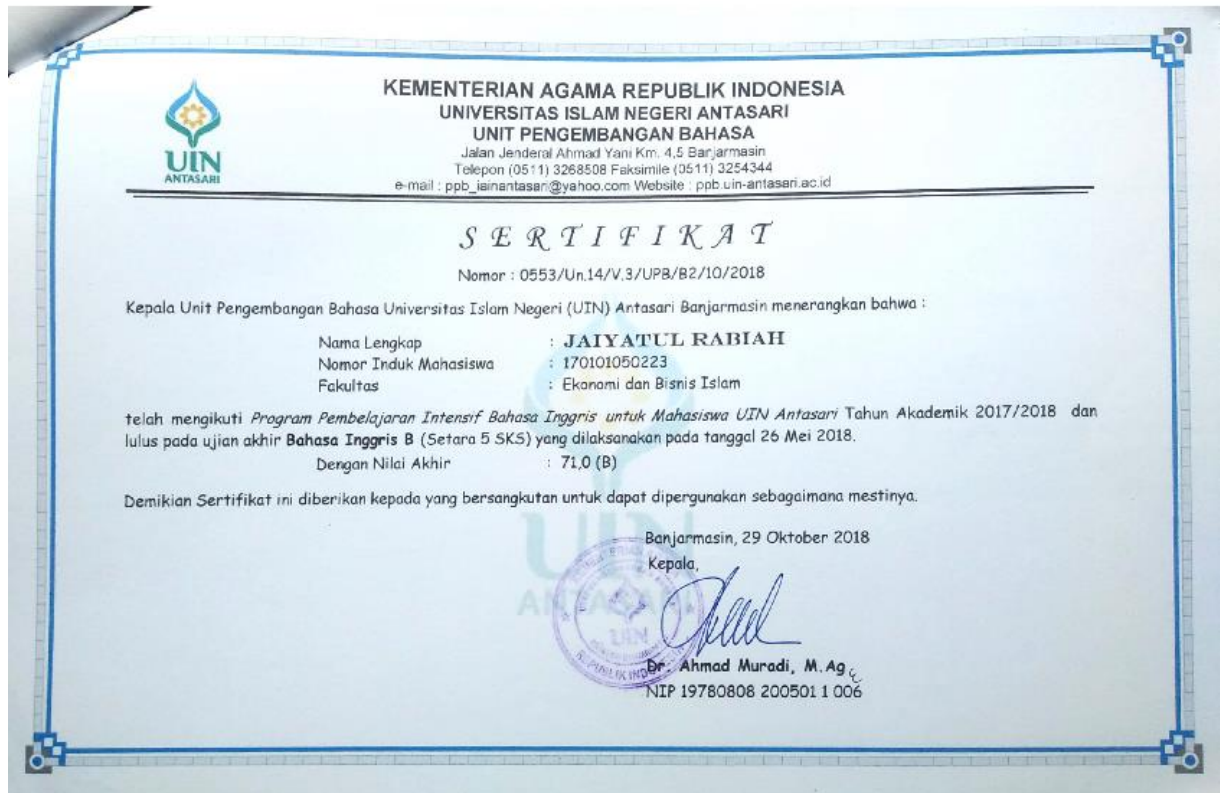 KEMENTERIAN AGAMA REPUBLIK INDONESIA
UNIVERSITAS ISLAM NEGERI ANTASARI
UNIT PENGEMBANGAN BAHASA
Jalan Jenderal Ahmad Yani Km. 4,5 Banjarmasin
Telepon (0511) 3268508 Faksimile (0511) 3254344
e-mail : ppb_iainantasari@yahoo.com Website : ppb.uin-antasari.ac.id
UIN
ANTASARI
SERTIFIKAT
Nomor : 0553/Un.14/V.3/UPB/B2/10/2018
Kepala Unit Pengembangan Bahasa Universitas Islam Negeri (UIN) Antasari Banjarmasin menerangkan bahwa :
Nama Lengkap : JAIYATUL RABIAH
Nomor Induk Mahasiswa : 170101050223
Fakultas : Ekonomi dan Bisnis Islam
telah mengikuti Program Pembelajaran Intensif Bahasa Inggris untuk Mahasiswa UIN Antasari Tahun Akademik 2017/2018 dan
lulus pada ujian akhir Bahasa Inggris B (Setara 5 SKS) yang dilaksanakan pada tanggal 26 Mei 2018.
Dengan Nilai Akhir : 71,0 (B)
Demikian Sertifikat ini diberikan kepada yang bersangkutan untuk dapat dipergunakan sebagaimana mestinya.
UIN
ANTASARI
Banjarmasin, 29 Oktober 2018
Kepala,
UIN
REPUBLIK INDONESIA
Dr. Ahmad Muradi, M.Ag
NIP 19780808 200501 1 006